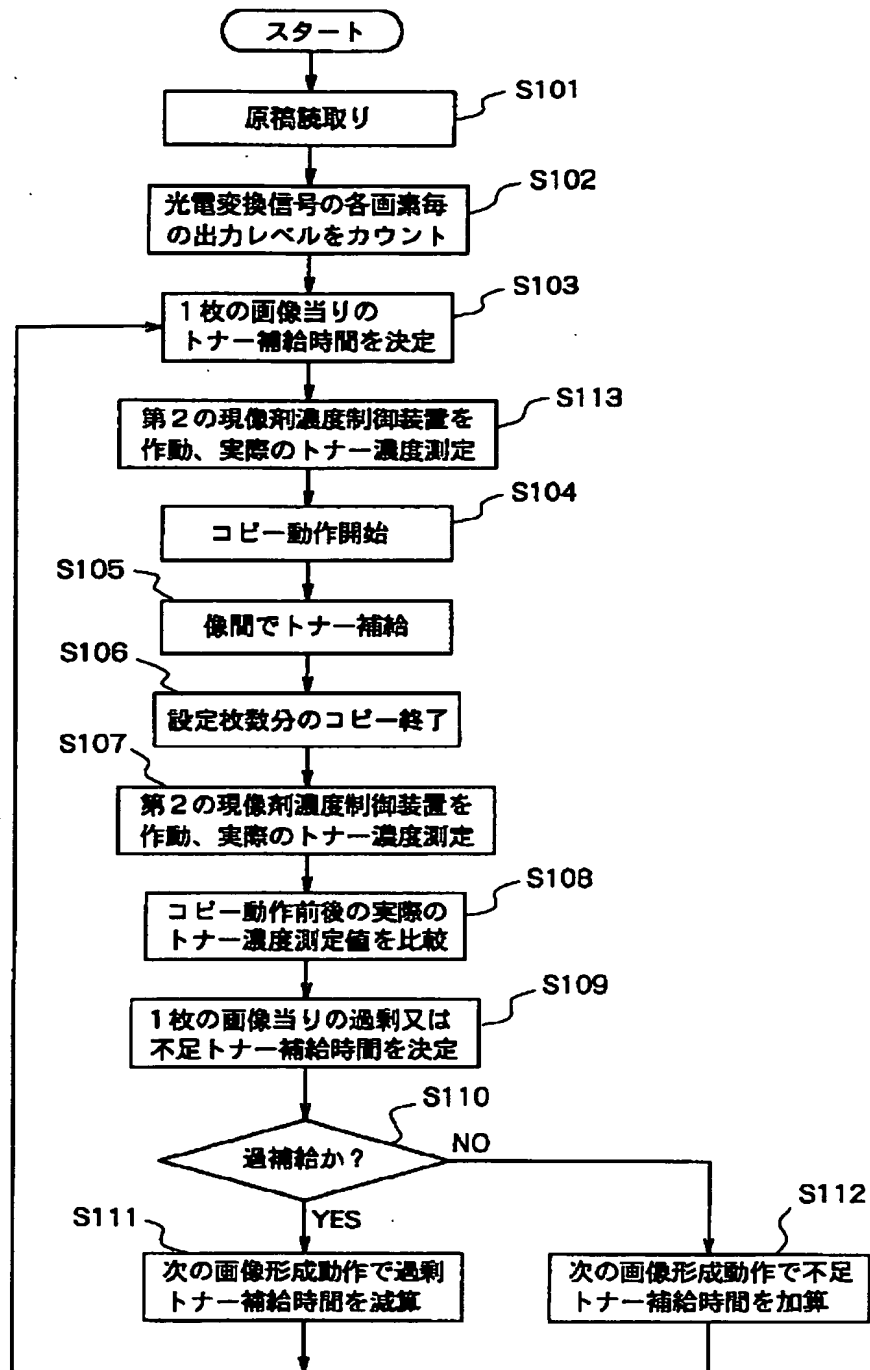 スタート
S101
原稿読取り
S102
光電変換信号の各画素毎
の出力レベルをカウント
S103
1枚の画像当りの
トナー補給時間を決定
S113
第2の現像剤濃度制御装置を
作動、実際のトナー濃度測定
S104
コピー動作開始
S105
像間でトナー補給
S106
設定枚数分のコピー終了
S107
第2の現像剤濃度制御装置を
作動、実際のトナー濃度測定
S108
コピー動作前後の実際の
トナー濃度測定値を比較
S109
1枚の画像当りの過剰又は
不足トナー補給時間を決定
S110
過補給か？
NO
YES
S111
次の画像形成動作で過剰
トナー補給時間を減算
S112
次の画像形成動作で不足
トナー補給時間を加算